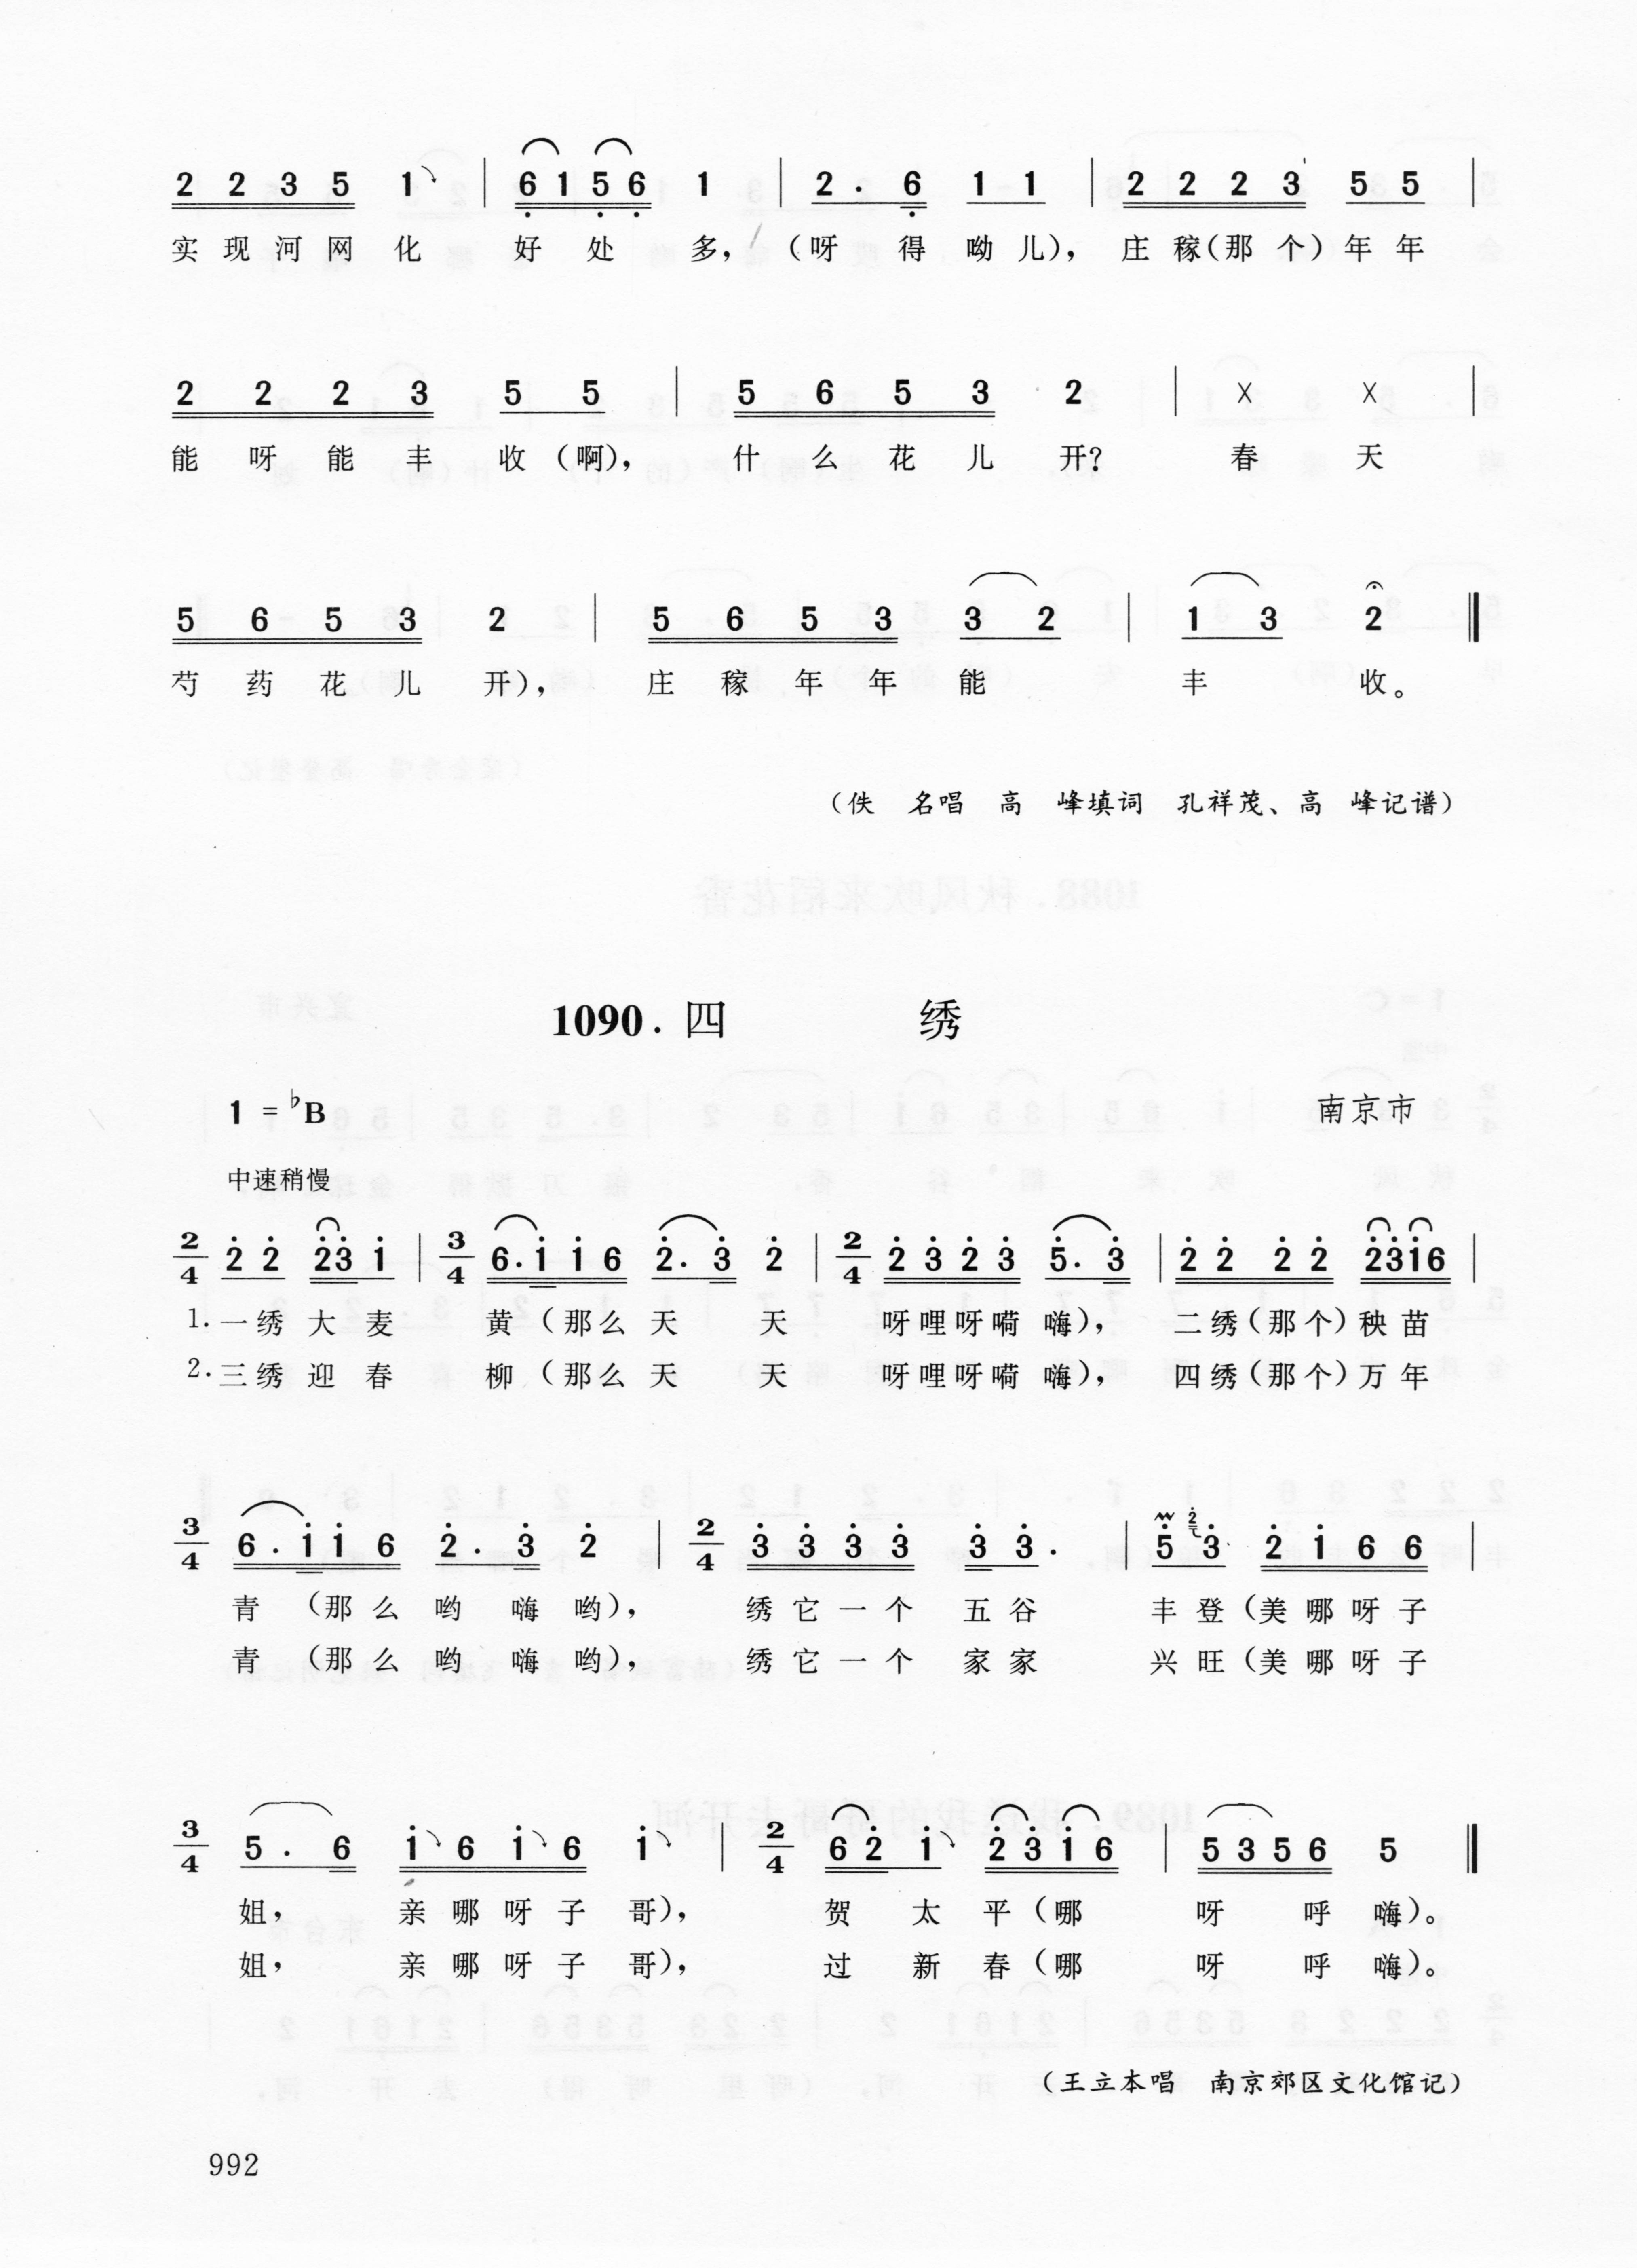 2 2 3 5 1 | 6 1 5 6 1 | 2 . 6 1 1 | 2 2 2 3 5 5 |
实 现 河 网 化 好 处 多， （呀 得 呦 儿）， 庄 稼（那 个）年 年
2 2 2 3 5 5 | 5 6 5 3 2 | X X |
能 呀 能 丰 收（啊）， 什 么 花 儿 开？ 春 天
5 6 5 3 2 | 5 6 5 3 3 2 | 1 3 2 ‖
芍 药 花 儿 开）， 庄 稼 年 年 能 丰 收。
（佚 名唱 高 峰填词 孔祥茂、高 峰记谱）
1090. 四 绣
1 = ♭B 南京市
中速稍慢
2/4 2 2 2 3 1 | 3/4 6. 1 1 6 2. 3 2 | 2/4 2 3 2 3 5. 3 | 2 2 2 2 2 3 1 6 |
1. 一 绣 大 麦 黄（那 么 天 天 呀 哩 呀 嗬 嗨）， 二 绣（那 个）秧 苗
2. 三 绣 迎 春 柳（那 么 天 天 呀 哩 呀 嗬 嗨）， 四 绣（那 个）万 年
3/4 6 . 1 1 6 2 . 3 2 | 2/4 3 3 3 3 3 3 . | 5 2 3 2 1 6 6 |
青 （那 么 哟 嗨 哟）， 绣 它 一 个 五 谷 丰 登（美 哪 呀 子
青 （那 么 哟 嗨 哟）， 绣 它 一 个 家 家 兴 旺（美 哪 呀 子
3/4 5 . 6 1 6 1 6 1 | 2/4 6 2 1 2 3 1 6 | 5 3 5 6 5 ‖
姐， 亲 哪 呀 子 哥）， 贺 太 平（哪 呀 呼 嗨）。
姐， 亲 哪 呀 子 哥）， 过 新 春（哪 呀 呼 嗨）。
（王立本唱 南京郊区文化馆记）
992